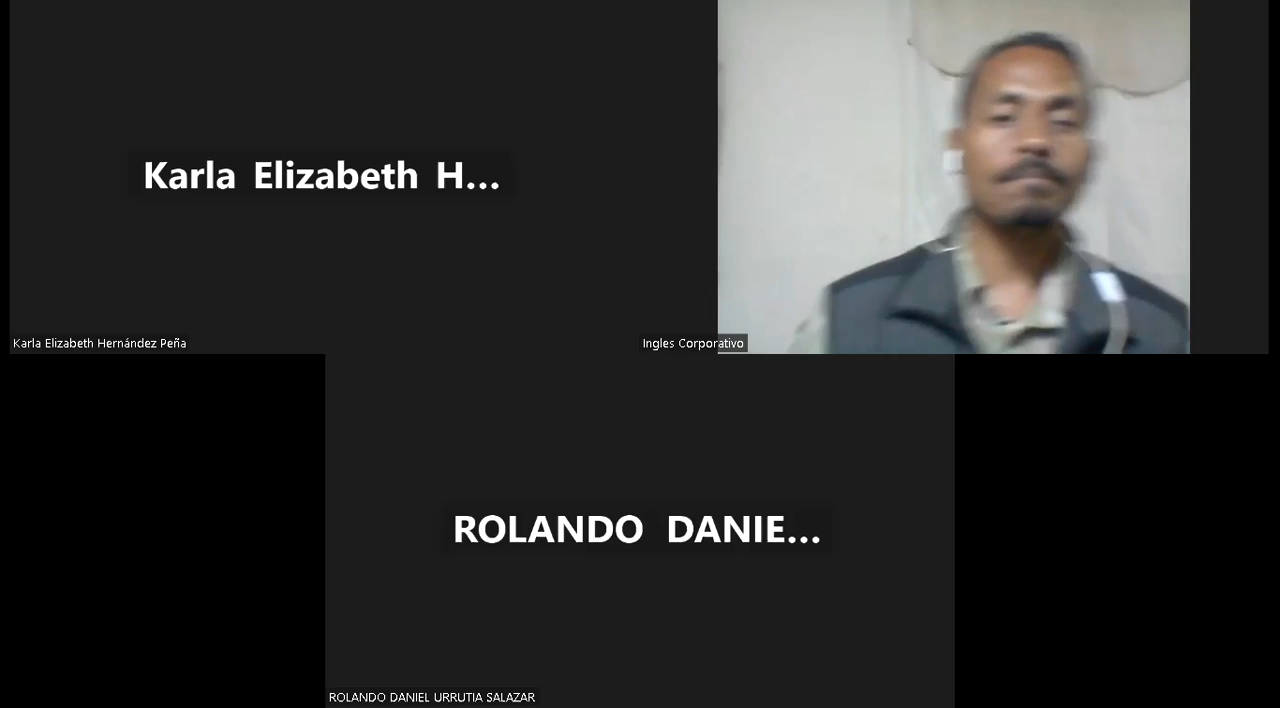 Karla Elizabeth H...
Karla Elizabeth Hernández Peña
Ingles Corporativo
ROLANDO DANIE...
ROLANDO DANIEL URRUTIA SALAZAR